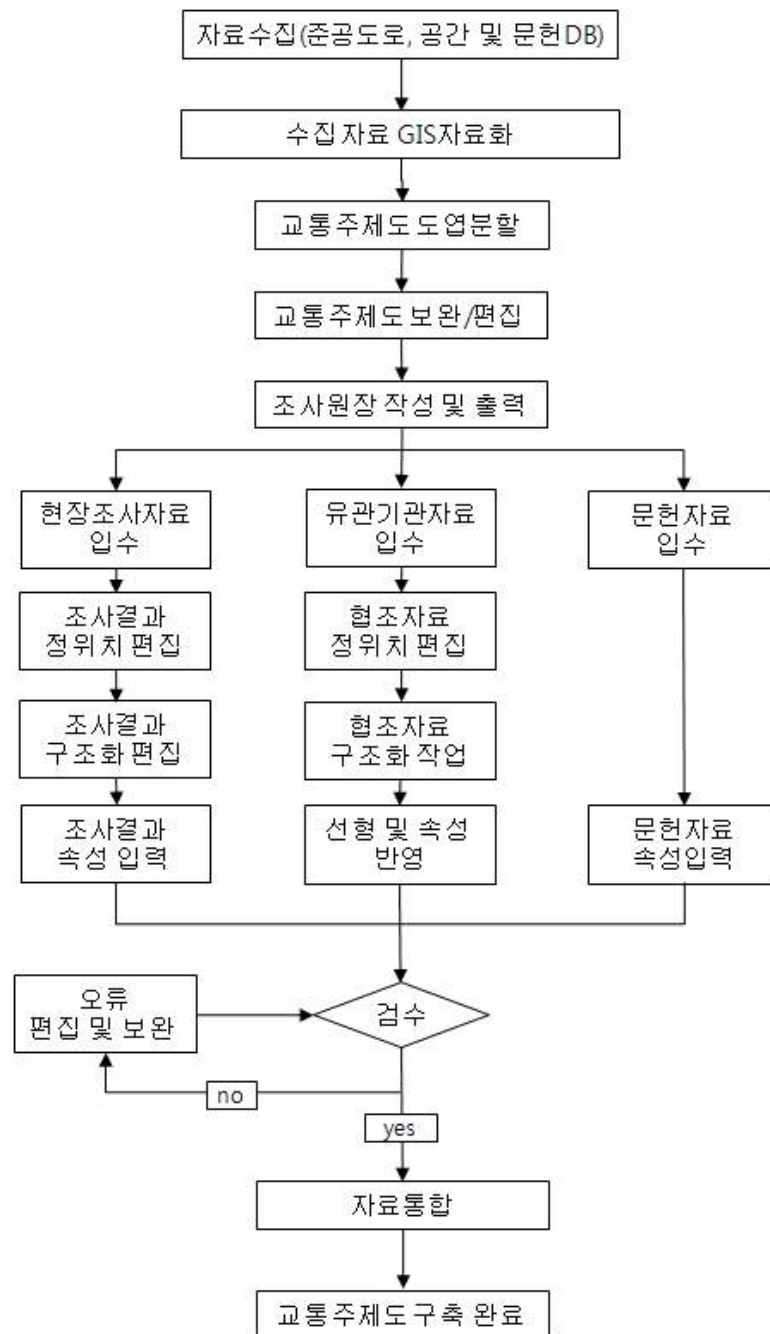 자료수집(준공도로, 공간 및 문헌DB)
수집 자료 GIS자료화
교통주제도 도엽분할
교통주제도 보완/편집
조사원장 작성 및 출력
현장조사자료
입수
유관기관자료
입수
문헌자료
입수
조사결과
정위치 편집
협조자료
정위치 편집
조사결과
구조화 편집
협조자료
구조화 작업
조사결과
속성 입력
선형 및 속성
반영
문헌자료
속성입력
오류
편집 및 보완
검수
no
yes
자료통합
교통주제도 구축 완료